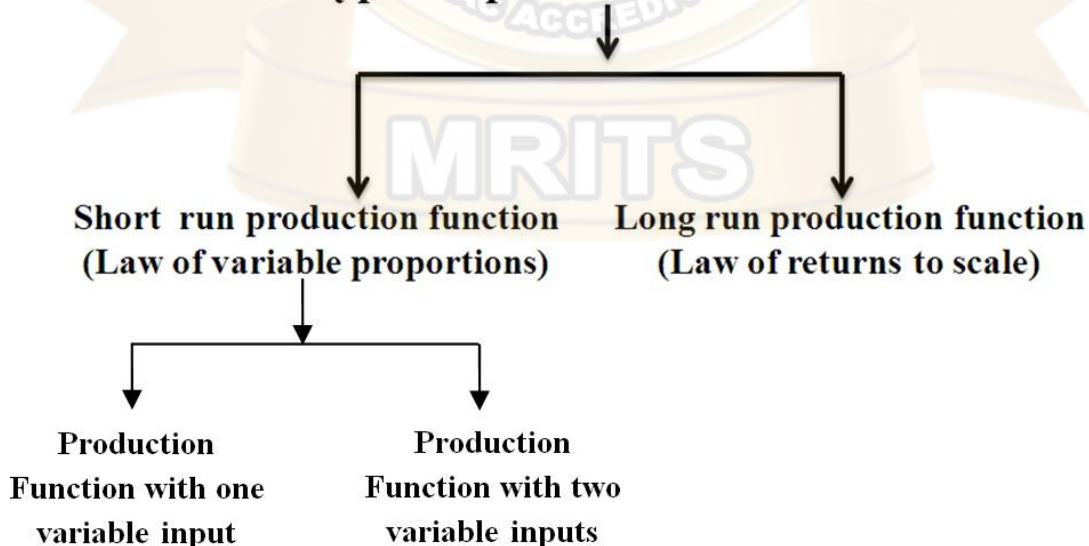 ACCREDI
MRITS
Short run production function
(Law of variable proportions)
Long run production function
(Law of returns to scale)
Production
Function with one
variable input
Production
Function with two
variable inputs